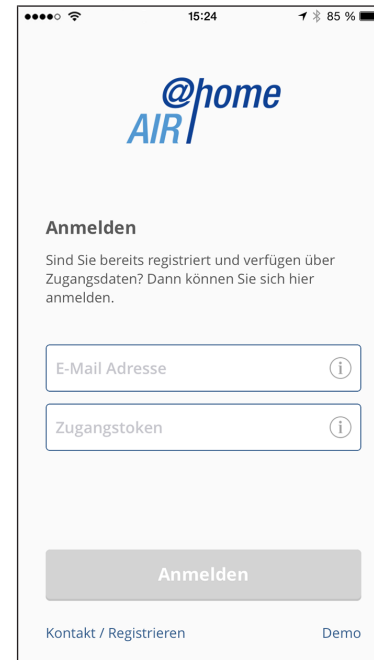 15:24
85 %
@home
AIR
Anmelden
Sind Sie bereits registriert und verfügen über
Zugangsdaten? Dann können Sie sich hier
anmelden.
E-Mail Adresse i
Zugangstoken i
Anmelden
Kontakt / Registrieren Demo